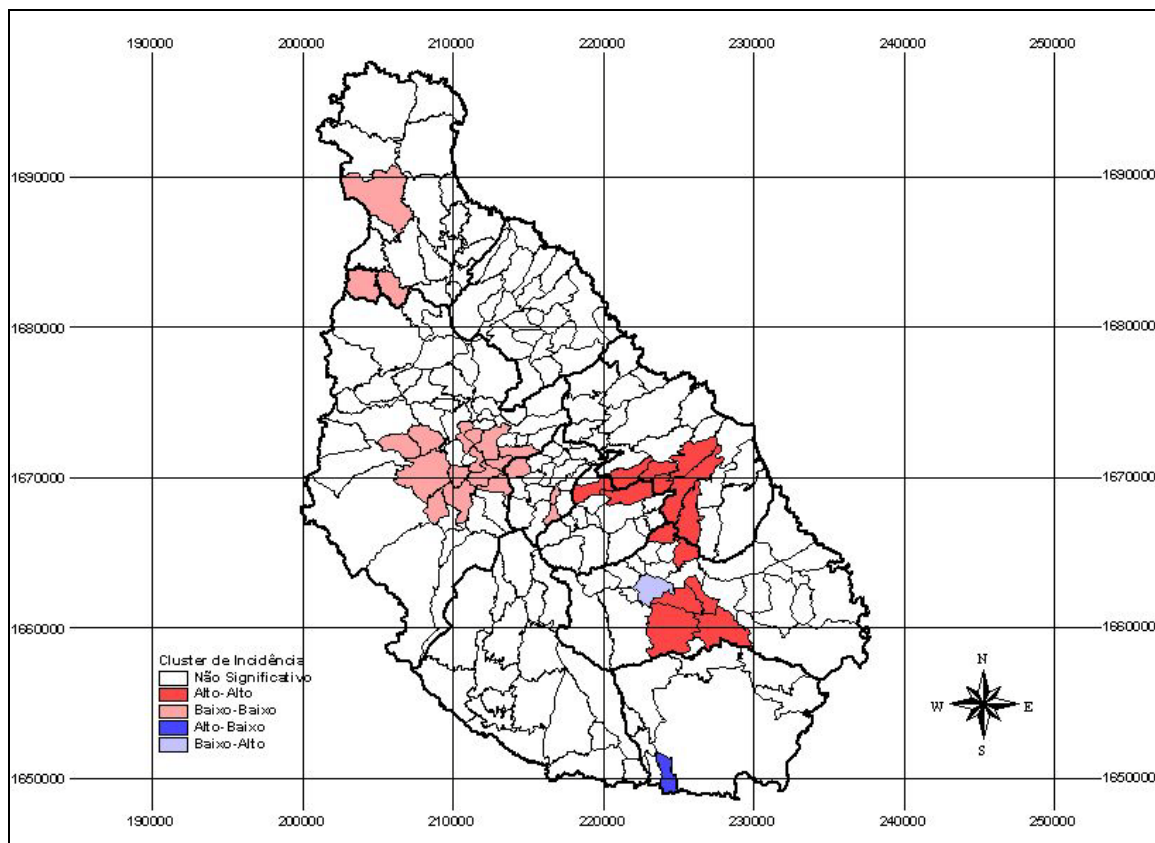 190000 200000 210000 220000 230000 240000 250000
1690000 1690000
1680000 1680000
1670000 1670000
1660000 1660000
Cluster de Incidência
Não Significativo
Alto-Alto
Baixo-Baixo
Alto-Baixo
Baixo-Alto
N
W E
S
1650000 1650000
190000 200000 210000 220000 230000 240000 250000